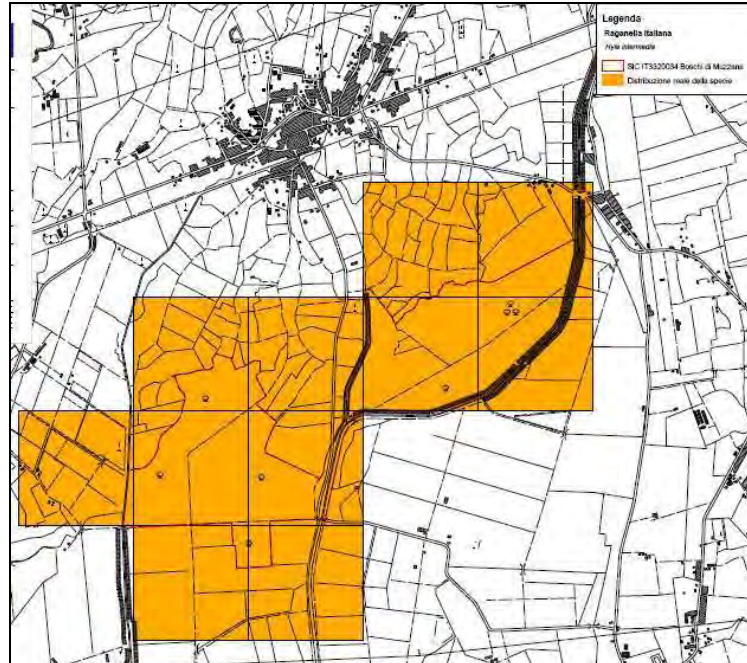 Legenda
Raganella italiana
Hyla intermedia
SIC IT3320034 Boschi di Muzzana
Distribuzione reale della specie